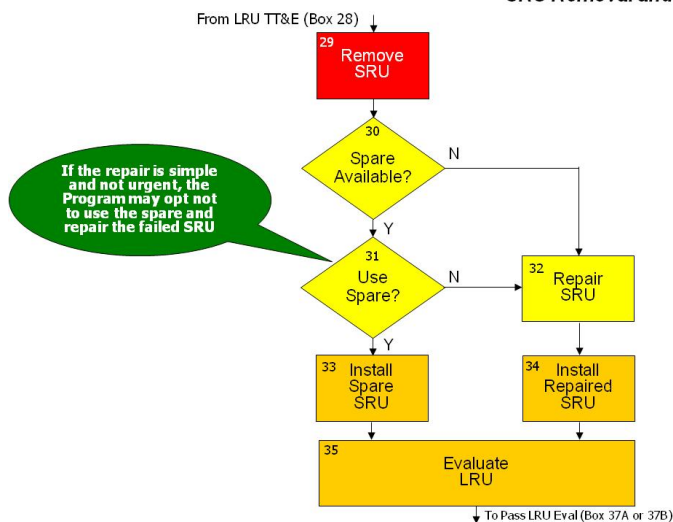 From LRU TT&E (Box 28)
29
Remove
SRU
30
Spare
Available?
N
Y
If the repair is simple
and not urgent, the
Program may opt not
to use the spare and
repair the failed SRU
31
Use
Spare?
N
Y
32
Repair
SRU
33
Install
Spare
SRU
34
Install
Repaired
SRU
35
Evaluate
LRU
To Pass LRU Eval (Box 37A or 37B)